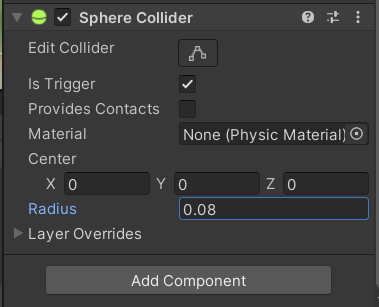 Sphere Collider
Edit Collider
Is Trigger
Provides Contacts
Material None (Physic Material)
Center
X 0 Y 0 Z 0
Radius 0.08
Layer Overrides
Add Component